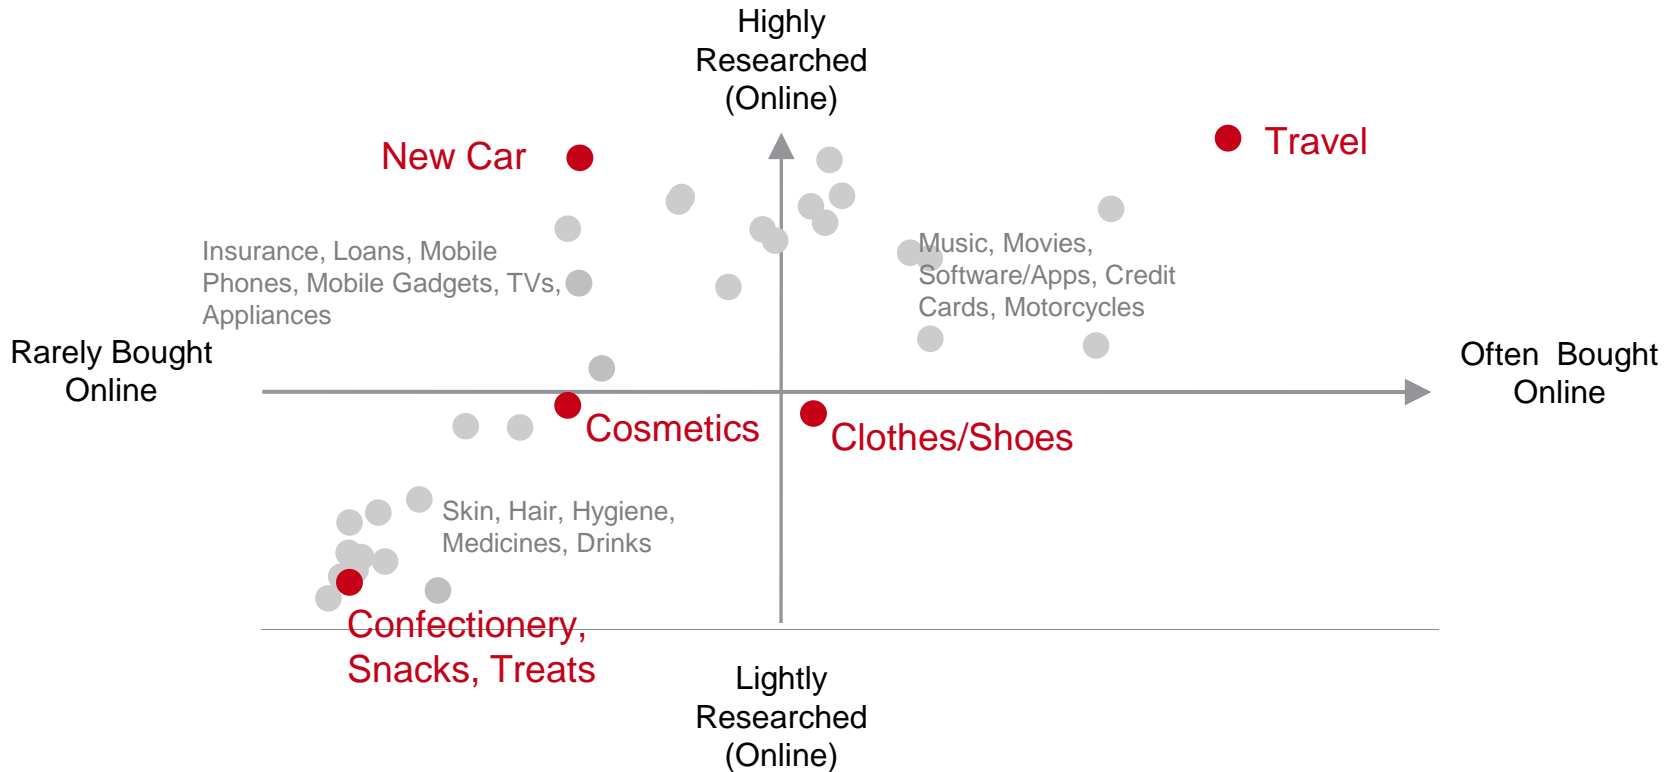 Highly
Researched
(Online)
New Car
Travel
Insurance, Loans, Mobile
Phones, Mobile Gadgets, TVs,
Appliances
Music, Movies,
Software/Apps, Credit
Cards, Motorcycles
Rarely Bought
Online
Often Bought
Online
Cosmetics
Clothes/Shoes
Skin, Hair, Hygiene,
Medicines, Drinks
Confectionery,
Snacks, Treats
Lightly
Researched
(Online)